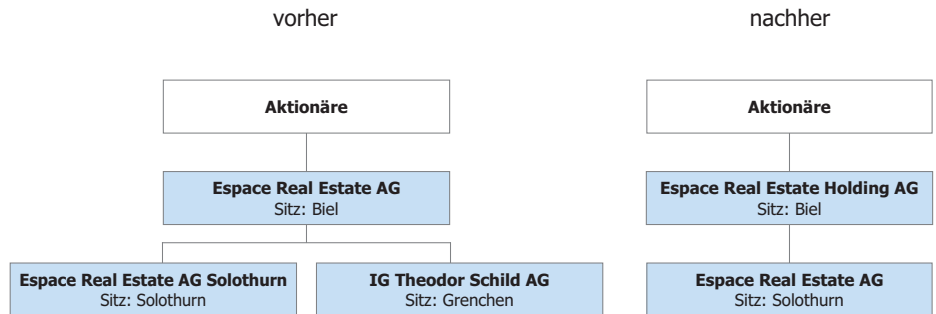 vorher
nachher
Aktionäre
Aktionäre
Espace Real Estate AG
Sitz: Biel
Espace Real Estate Holding AG
Sitz: Biel
Espace Real Estate AG Solothurn
Sitz: Solothurn
IG Theodor Schild AG
Sitz: Grenchen
Espace Real Estate AG
Sitz: Solothurn